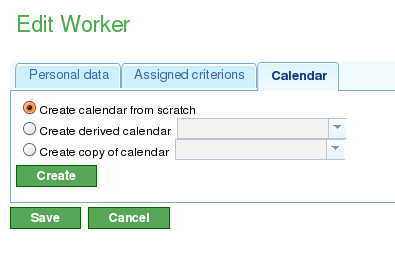 Edit Worker
Personal data Assigned criterions Calendar
Create calendar from scratch
Create derived calendar
Create copy of calendar
Create
Save Cancel